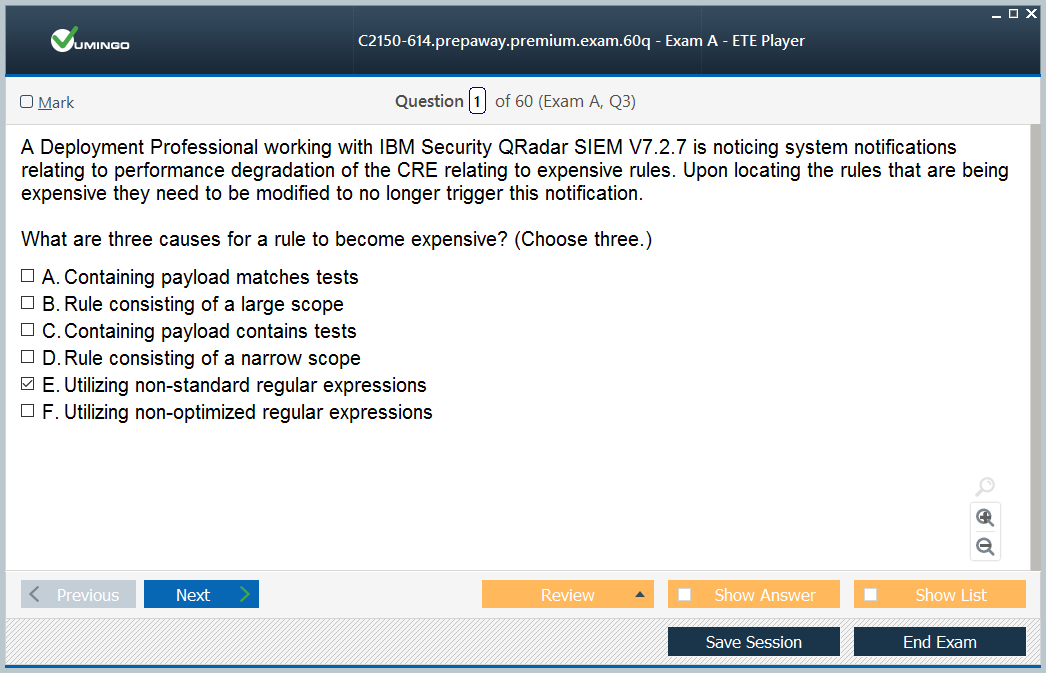 VUMINGO
C2150-614.prepaway.premium.exam.60q - Exam A - ETE Player
Mark
Question 1 of 60 (Exam A, Q3)
A Deployment Professional working with IBM Security QRadar SIEM V7.2.7 is noticing system notifications
relating to performance degradation of the CRE relating to expensive rules. Upon locating the rules that are being
expensive they need to be modified to no longer trigger this notification.
What are three causes for a rule to become expensive? (Choose three.)
A. Containing payload matches tests
B. Rule consisting of a large scope
C. Containing payload contains tests
D. Rule consisting of a narrow scope
E. Utilizing non-standard regular expressions
F. Utilizing non-optimized regular expressions
Previous Next Review Show Answer Show List
Save Session End Exam